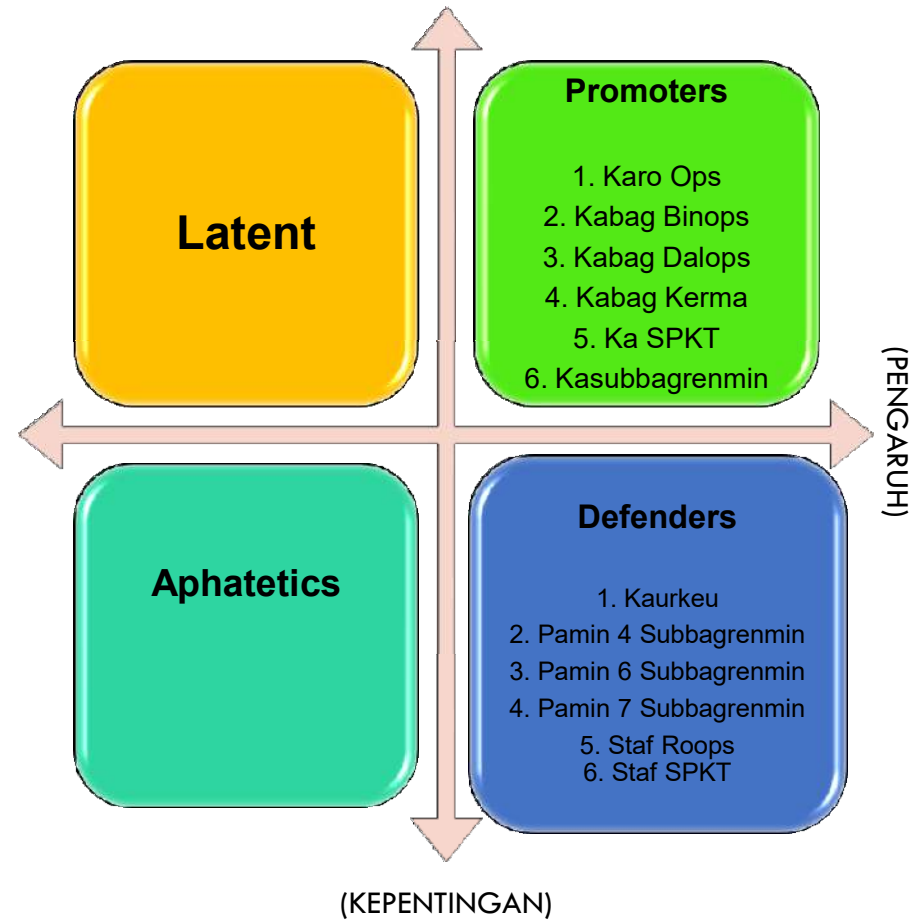 Latent
Promoters
1. Karo Ops
2. Kabag Binops
3. Kabag Dalops
4. Kabag Kerma
5. Ka SPKT
6. Kasubbagrenmin
(PENGARUH)
Aphatetics
Defenders
1. Kaurkeu
2. Pamin 4 Subbagrenmin
3. Pamin 6 Subbagrenmin
4. Pamin 7 Subbagrenmin
5. Staf Roops
6. Staf SPKT
(KEPENTINGAN)